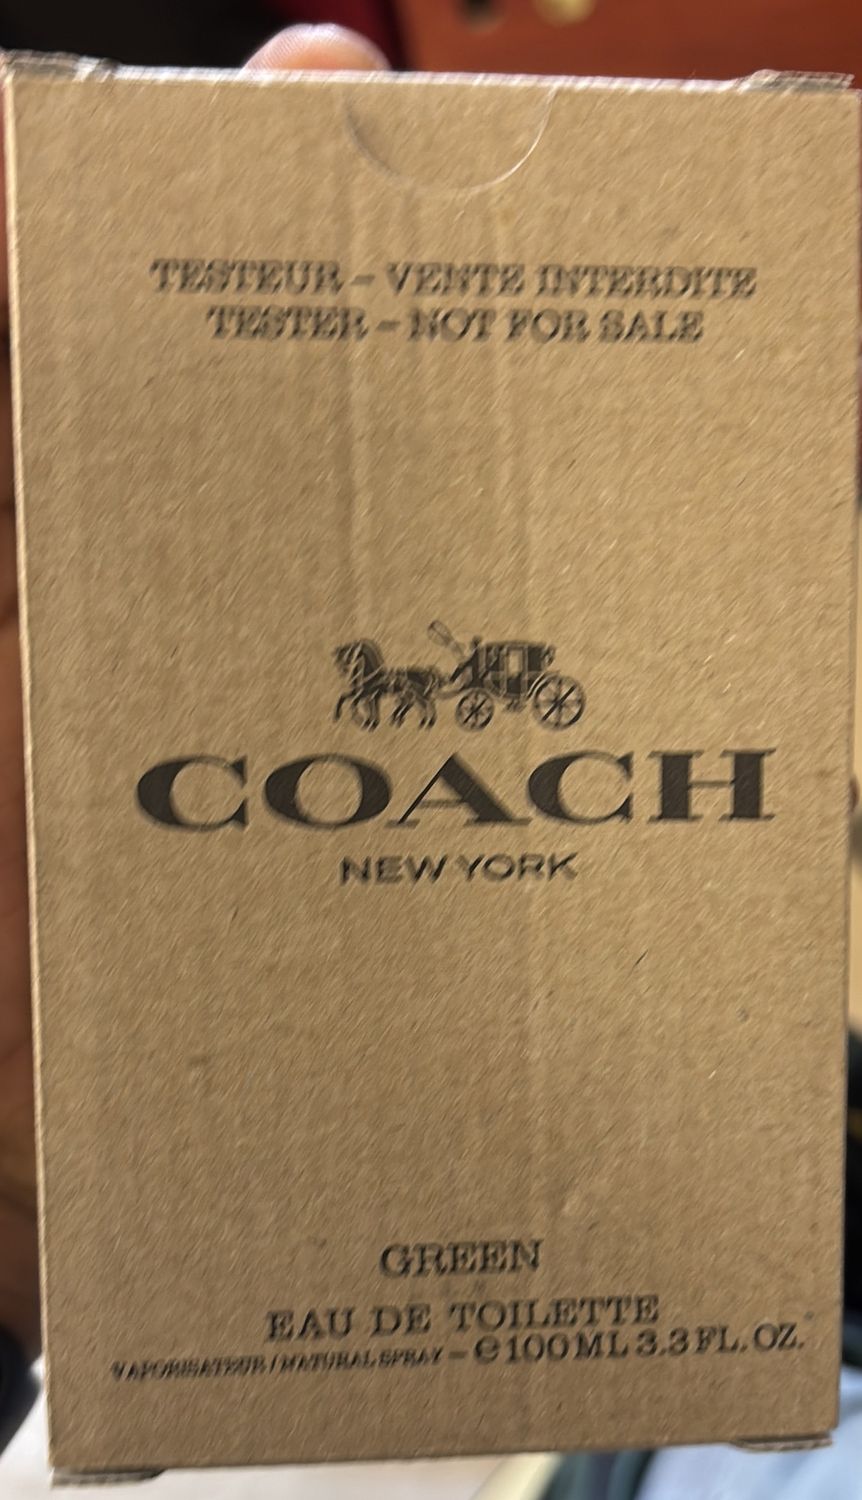 TESTEUR – VENTE INTERDITE
TESTER – NOT FOR SALE
COACH
NEW YORK
GREEN
EAU DE TOILETTE
VAPORISATEUR / NATURAL SPRAY – ℮ 100 ML 3.3 FL. OZ.